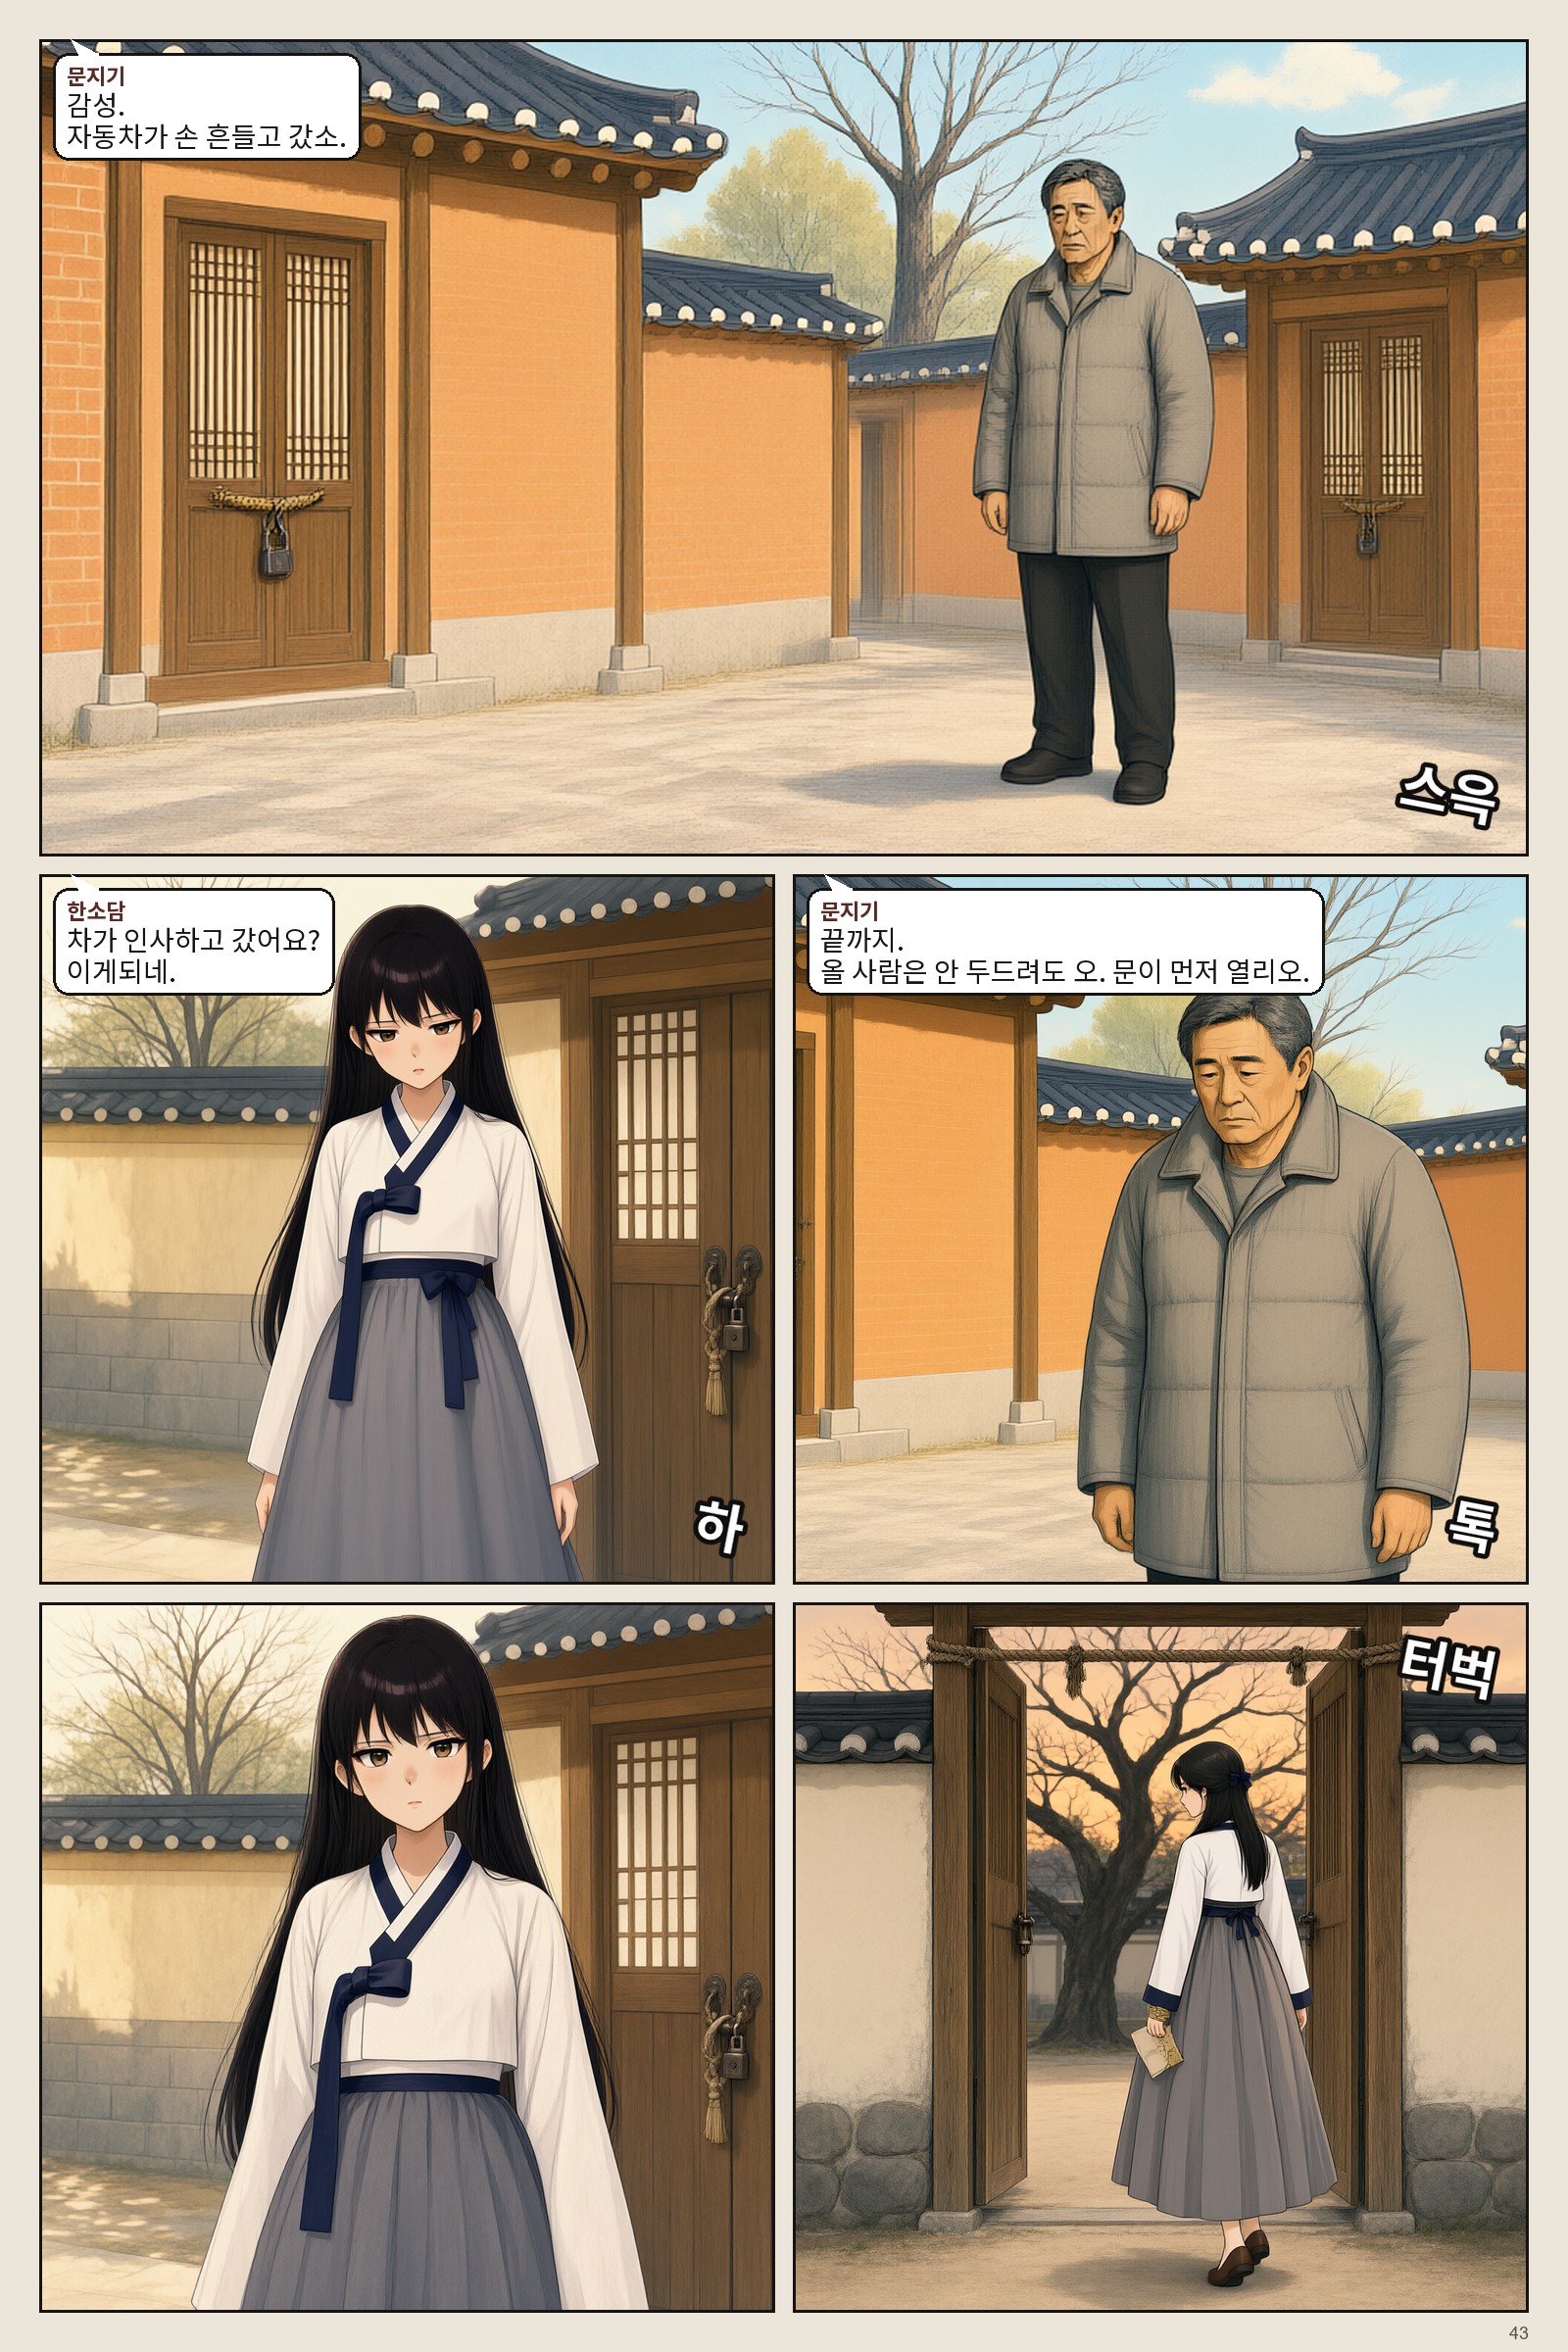 문지기
감성.
자동차가 손 흔들고 갔소.
스윽
한소담
차가 인사하고 갔어요?
이게되네.
하
문지기
끝까지.
올 사람은 안 두드려도 오. 문이 먼저 열리오.
톡
터벅
43